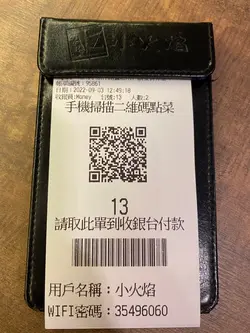 小火焰
帳單編號：95861
日期：2022-09-03 12:45:18
收銀員:Money 台號:13 人數:2
手機掃描二維碼點菜
13
請取此單到收銀台付款
用戶名稱：小火焰
WIFI密碼：35496060